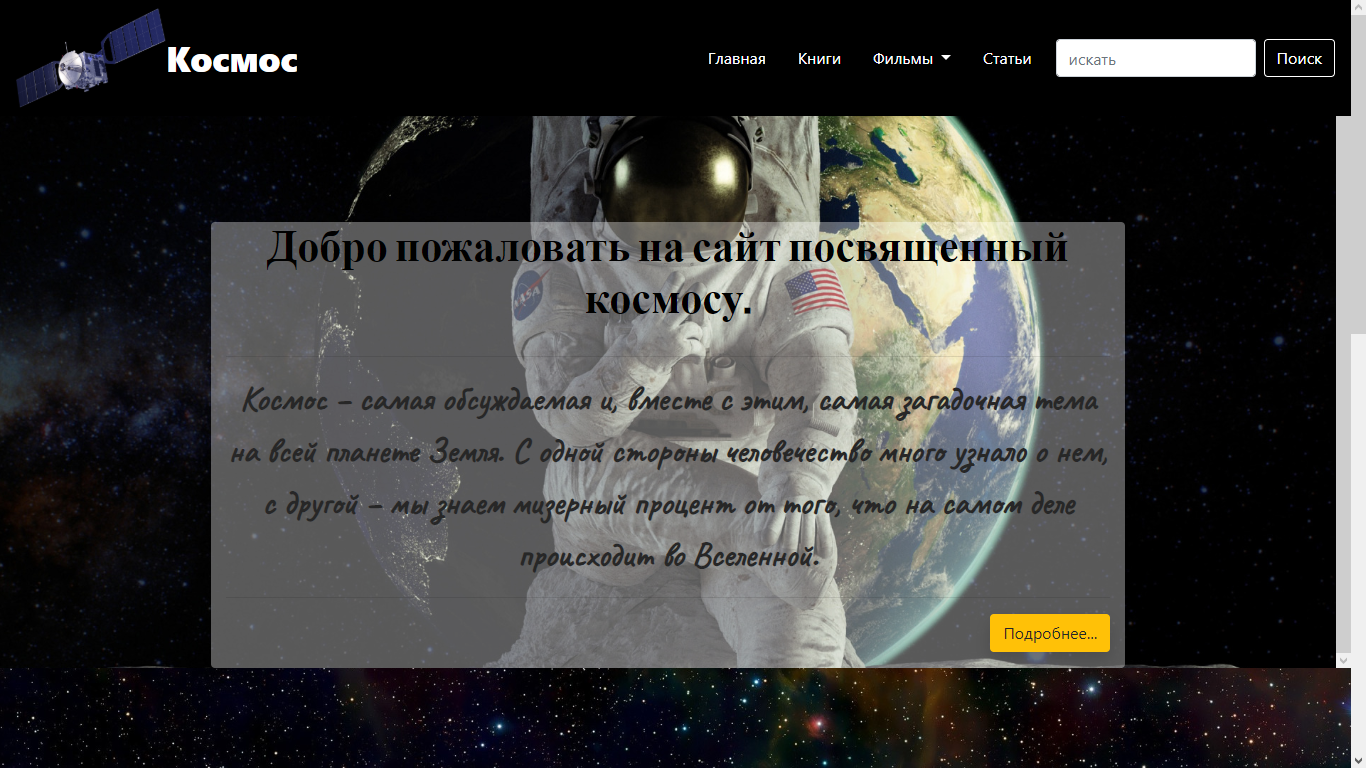 Космос
Главная
Книги
Фильмы
Статьи
искать
Поиск
Добро пожаловать на сайт посвященный
космосу.
NASA
Космос – самая обсуждаемая и, вместе с этим, самая загадочная тема
на всей планете Земля. С одной стороны человечество много узнало о нем,
с другой – мы знаем мизерный процент от того, что на самом деле
происходит во Вселенной.
Подробнее...